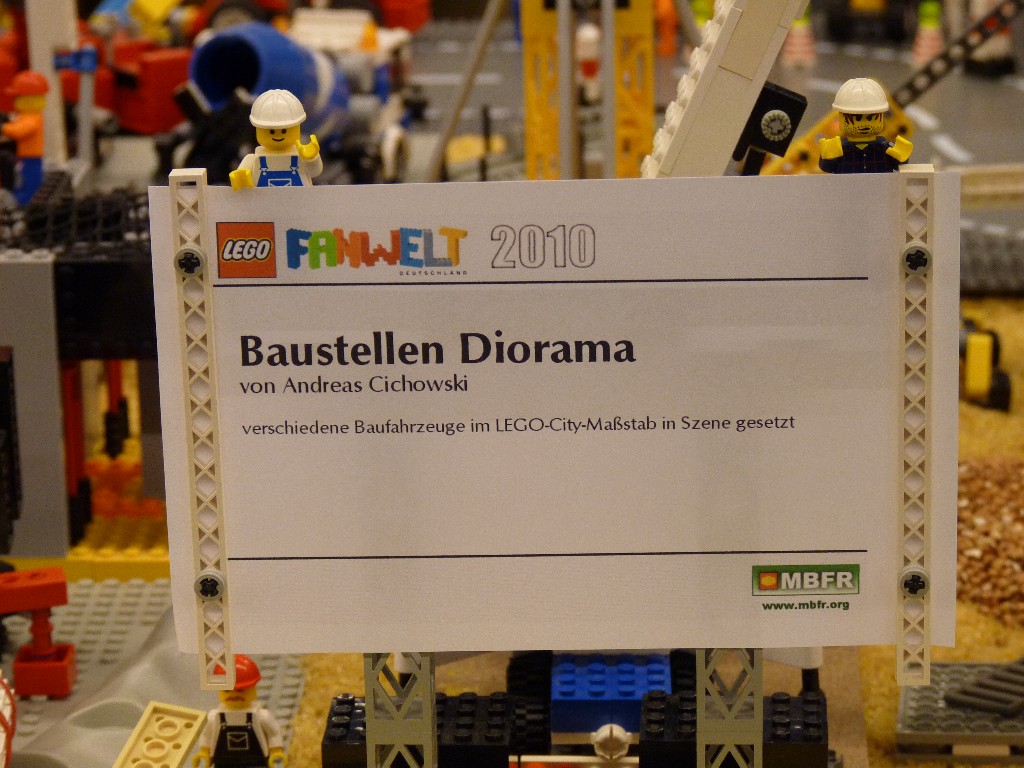 LEGO FANWELT 2010
DEUTSCHLAND
Baustellen Diorama
von Andreas Cichowski
verschiedene Baufahrzeuge im LEGO-City-Maßstab in Szene gesetzt
MBFR
www.mbfr.org